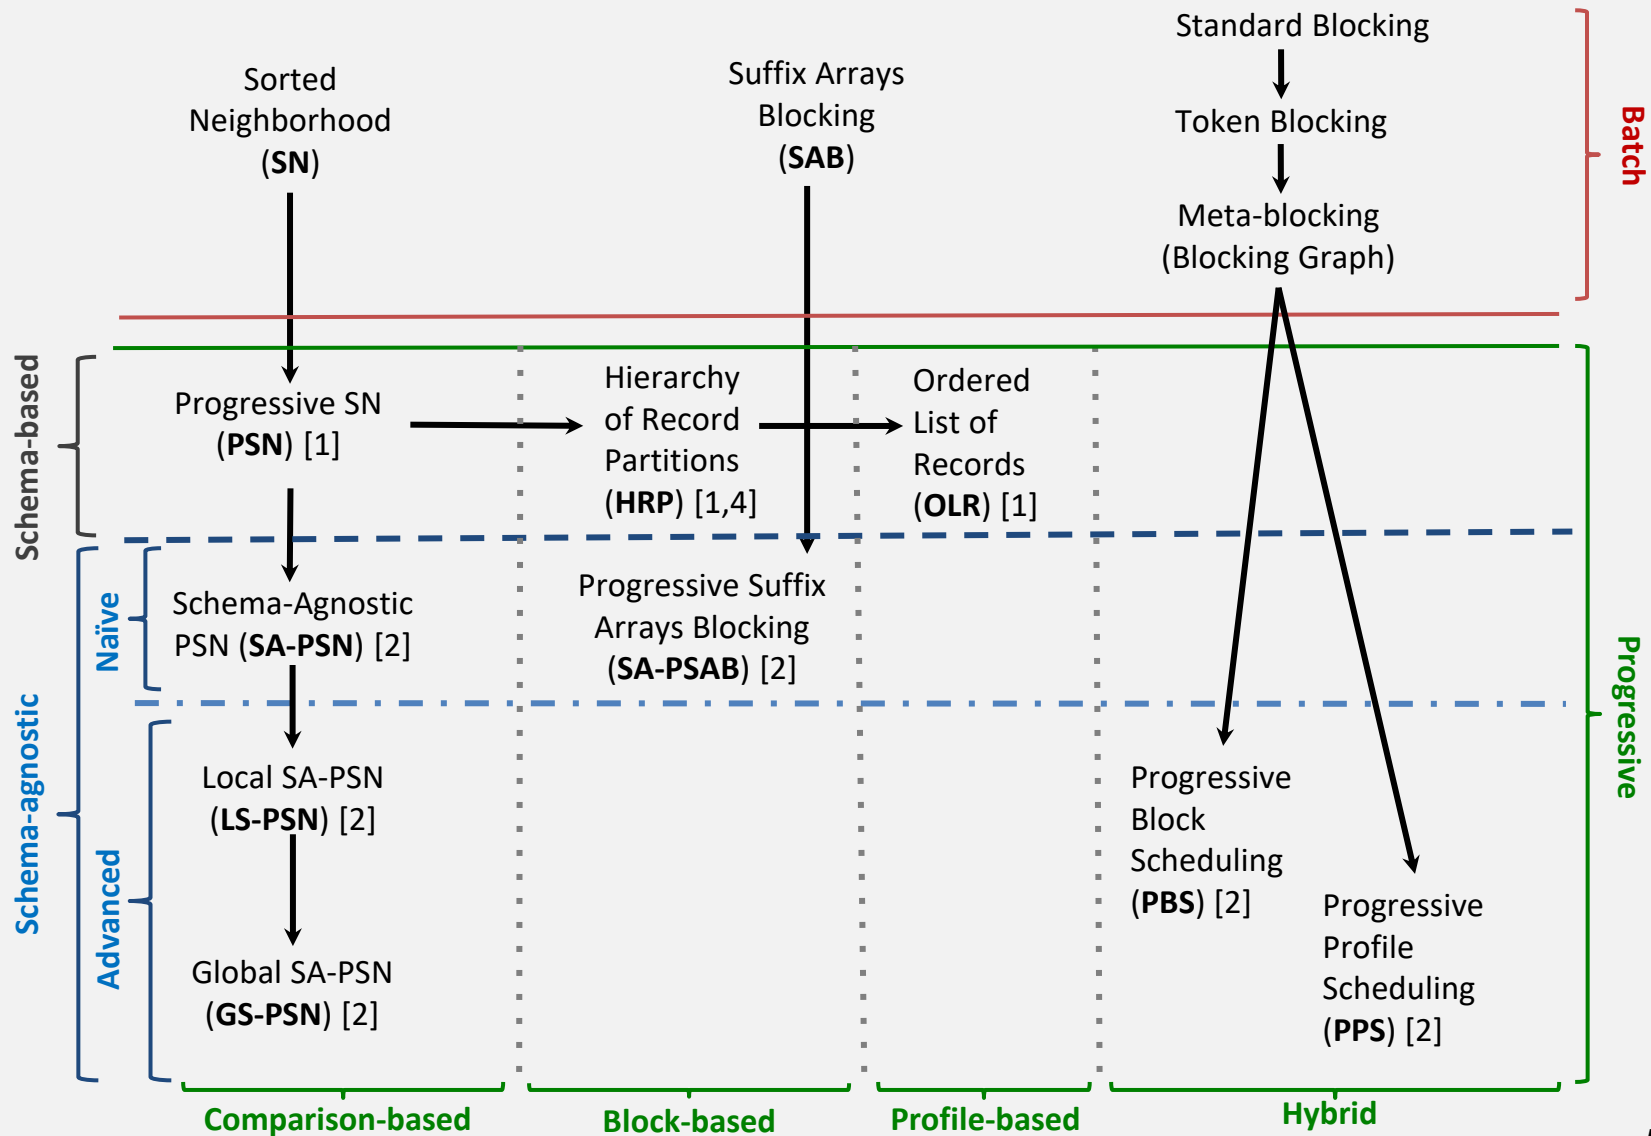 Standard Blocking
Token Blocking
Meta-blocking
(Blocking Graph)
Sorted
Neighborhood
(SN)
Suffix Arrays
Blocking
(SAB)
Batch
Schema-based
Progressive SN
(PSN) [1]
Hierarchy
of Record
Partitions
(HRP) [1,4]
Ordered
List of
Records
(OLR) [1]
Schema-agnostic
Naïve
Schema-Agnostic
PSN (SA-PSN) [2]
Progressive Suffix
Arrays Blocking
(SA-PSAB) [2]
Progressive
Advanced
Local SA-PSN
(LS-PSN) [2]
Global SA-PSN
(GS-PSN) [2]
Progressive
Block
Scheduling
(PBS) [2]
Progressive
Profile
Scheduling
(PPS) [2]
Comparison-based
Block-based
Profile-based
Hybrid